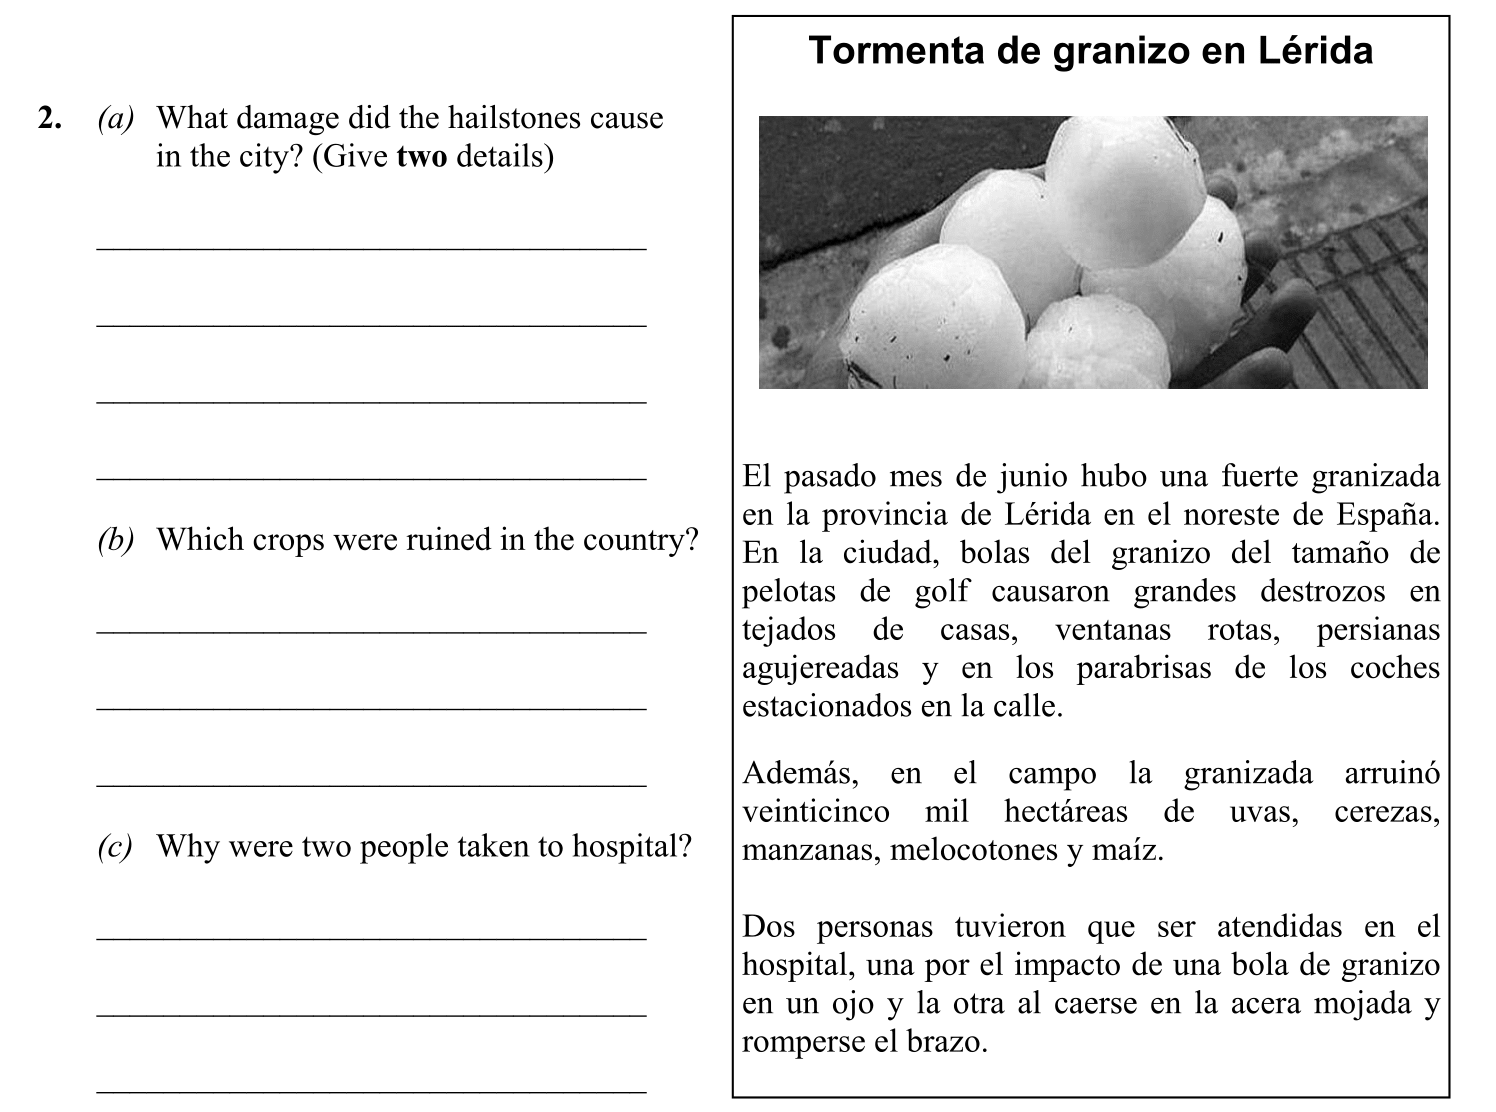 2. (a) What damage did the hailstones cause
in the city? (Give two details)
(b) Which crops were ruined in the country?
(c) Why were two people taken to hospital?
Tormenta de granizo en Lérida
El pasado mes de junio hubo una fuerte granizada
en la provincia de Lérida en el noreste de España.
En la ciudad, bolas del granizo del tamaño de
pelotas de golf causaron grandes destrozos en
tejados de casas, ventanas rotas, persianas
agujereadas y en los parabrisas de los coches
estacionados en la calle.
Además, en el campo la granizada arruinó
veinticinco mil hectáreas de uvas, cerezas,
manzanas, melocotones y maíz.
Dos personas tuvieron que ser atendidas en el
hospital, una por el impacto de una bola de granizo
en un ojo y la otra al caerse en la acera mojada y
romperse el brazo.